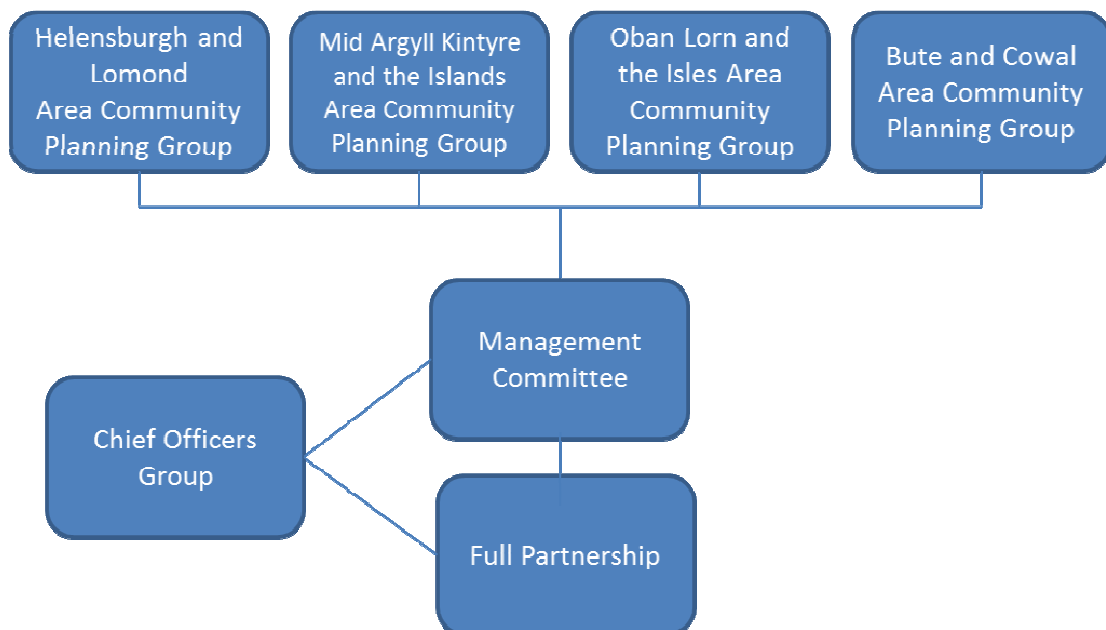 Helensburgh and
Lomond
Area Community
Planning Group
Mid Argyll Kintyre
and the Islands
Area Community
Planning Group
Oban Lorn and
the Isles Area
Community
Planning Group
Bute and Cowal
Area Community
Planning Group
Management
Committee
Chief Officers
Group
Full Partnership